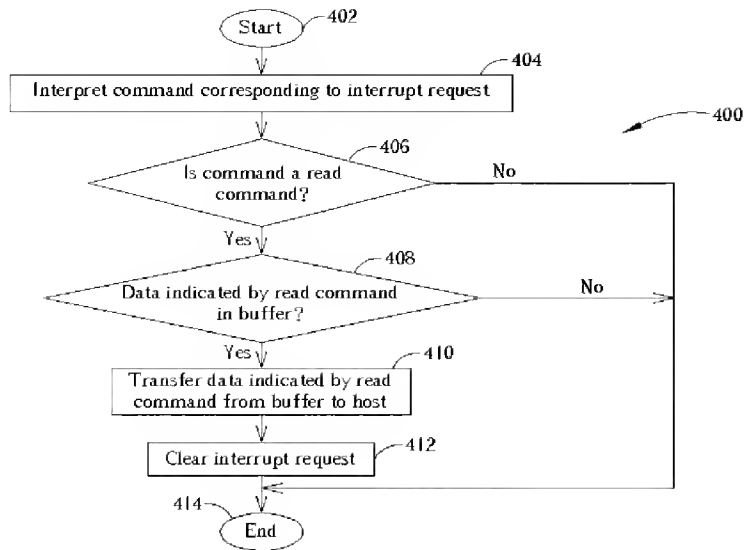 Start
402
404
Interpret command corresponding to interrupt request
400
406
Is command a read
command?
No
Yes
408
Data indicated by read command
in buffer?
No
Yes
410
Transfer data indicated by read
command from buffer to host
412
Clear interrupt request
414
End